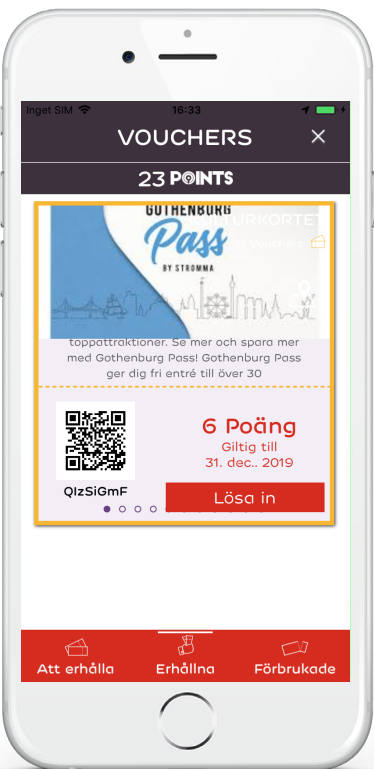 Inget SIM 16:33
VOUCHERS
23 POINTS
GOTHENBURG
Pass
BY STROMMA
KULTURKORTET
Vouchers
toppattraktioner. Se mer och spara mer
med Gothenburg Pass! Gothenburg Pass
ger dig fri entré till över 30
6 Poäng
Giltig till
31. dec.. 2019
QIzSiGmF
Lösa in
Att erhålla
Erhållna
Förbrukade